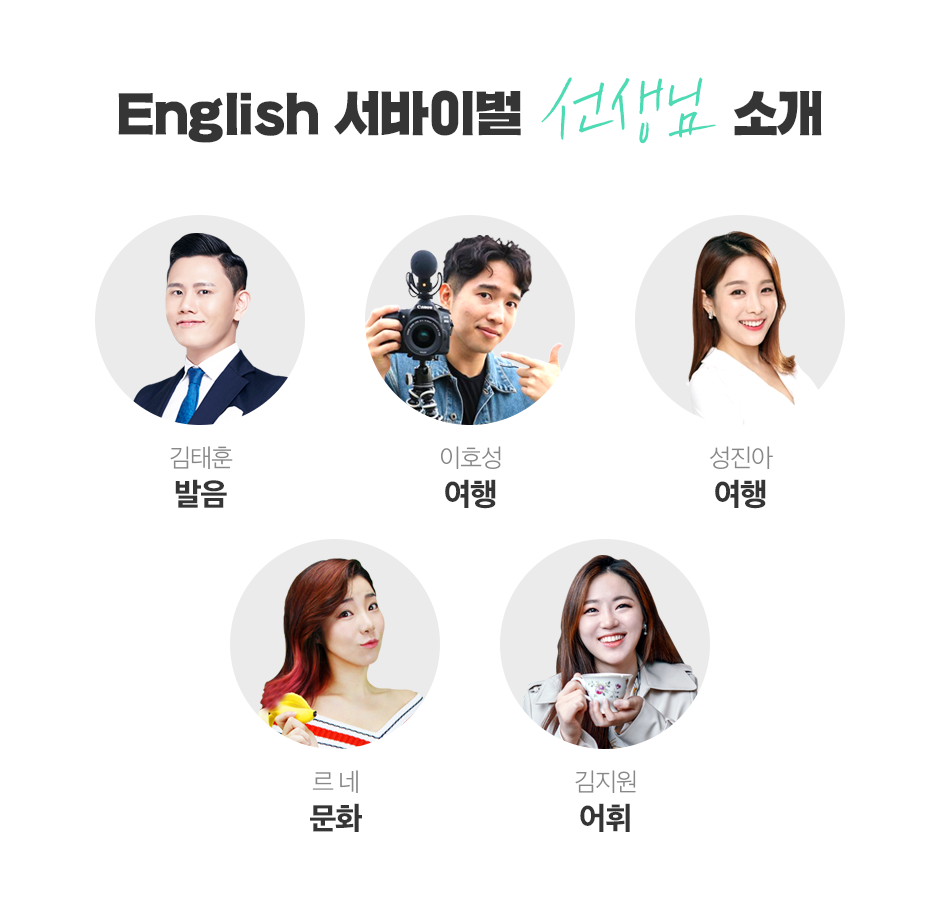 English 서바이벌 선생님 소개
김태훈
발음
이호성
여행
성진아
여행
르 네
문화
김지원
어휘